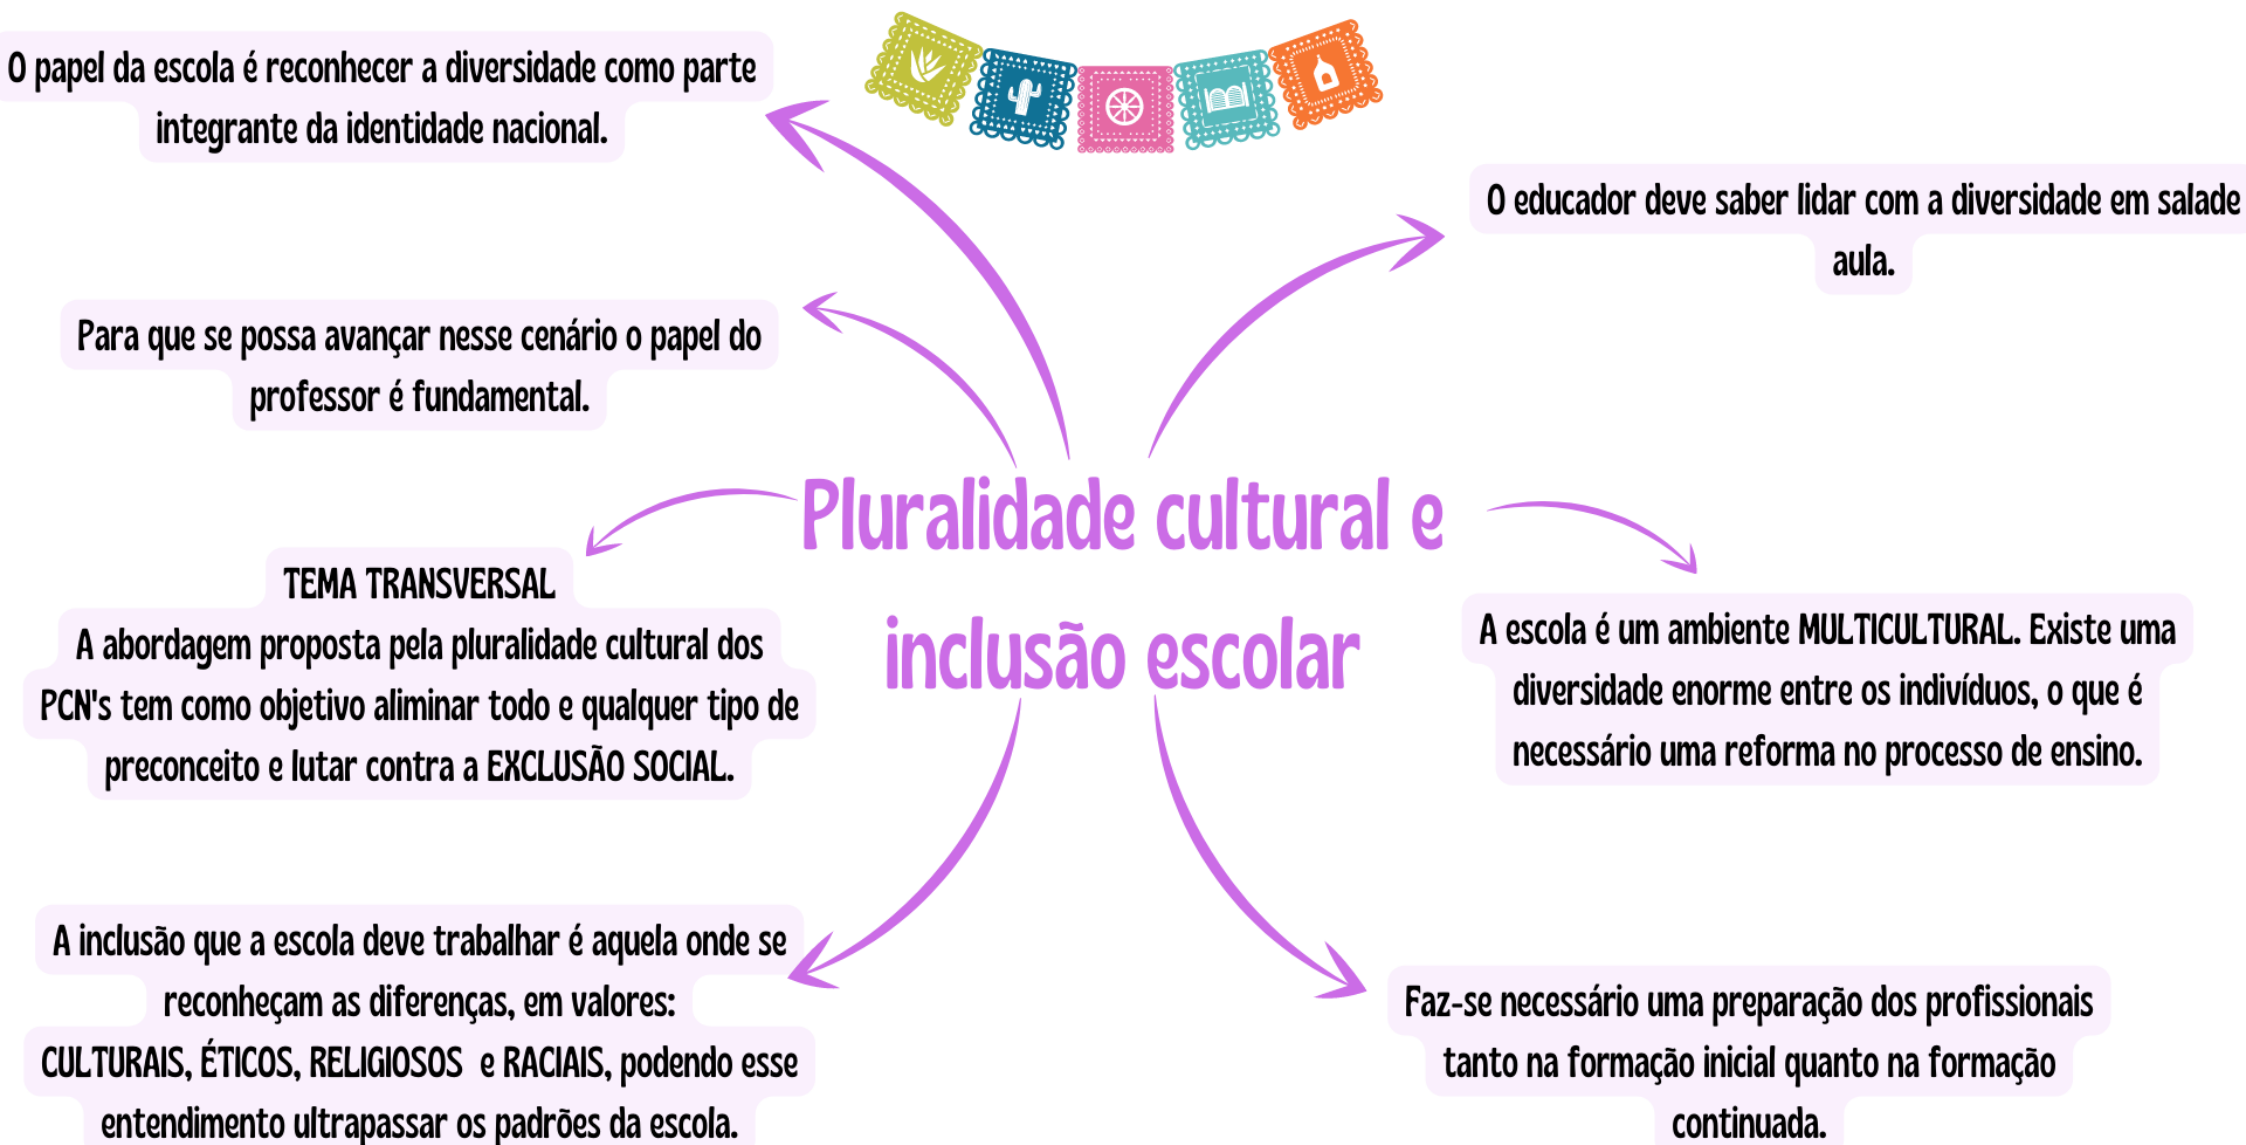 O papel da escola é reconhecer a diversidade como parte
integrante da identidade nacional.
O educador deve saber lidar com a diversidade em salade
aula.
Para que se possa avançar nesse cenário o papel do
professor é fundamental.
Pluralidade cultural e
inclusão escolar
TEMA TRANSVERSAL
A abordagem proposta pela pluralidade cultural dos
PCN's tem como objetivo aliminar todo e qualquer tipo de
preconceito e lutar contra a EXCLUSÃO SOCIAL.
A escola é um ambiente MULTICULTURAL. Existe uma
diversidade enorme entre os indivíduos, o que é
necessário uma reforma no processo de ensino.
A inclusão que a escola deve trabalhar é aquela onde se
reconheçam as diferenças, em valores:
CULTURAIS, ÉTICOS, RELIGIOSOS e RACIAIS, podendo esse
entendimento ultrapassar os padrões da escola.
Faz-se necessário uma preparação dos profissionais
tanto na formação inicial quanto na formação
continuada.